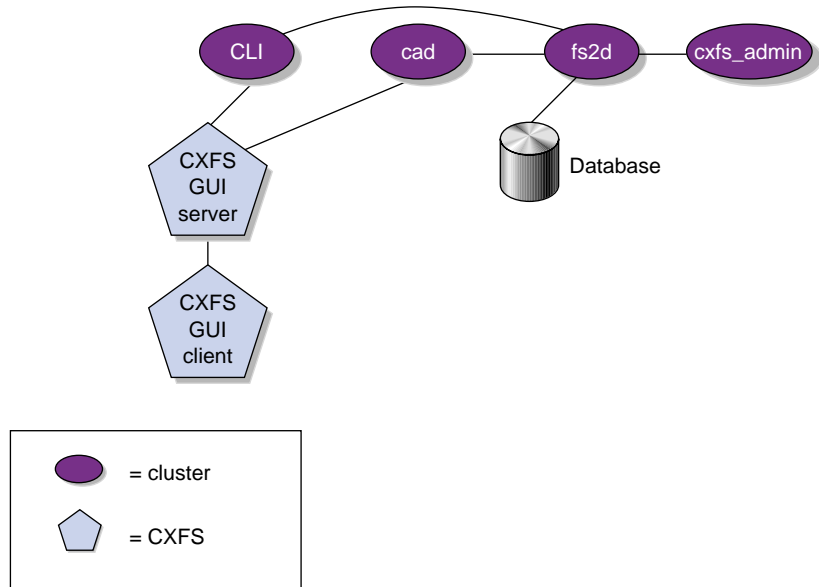 CLI
cad
fs2d
cxfs_admin
CXFS
GUI
server
Database
CXFS
GUI
client
= cluster
= CXFS